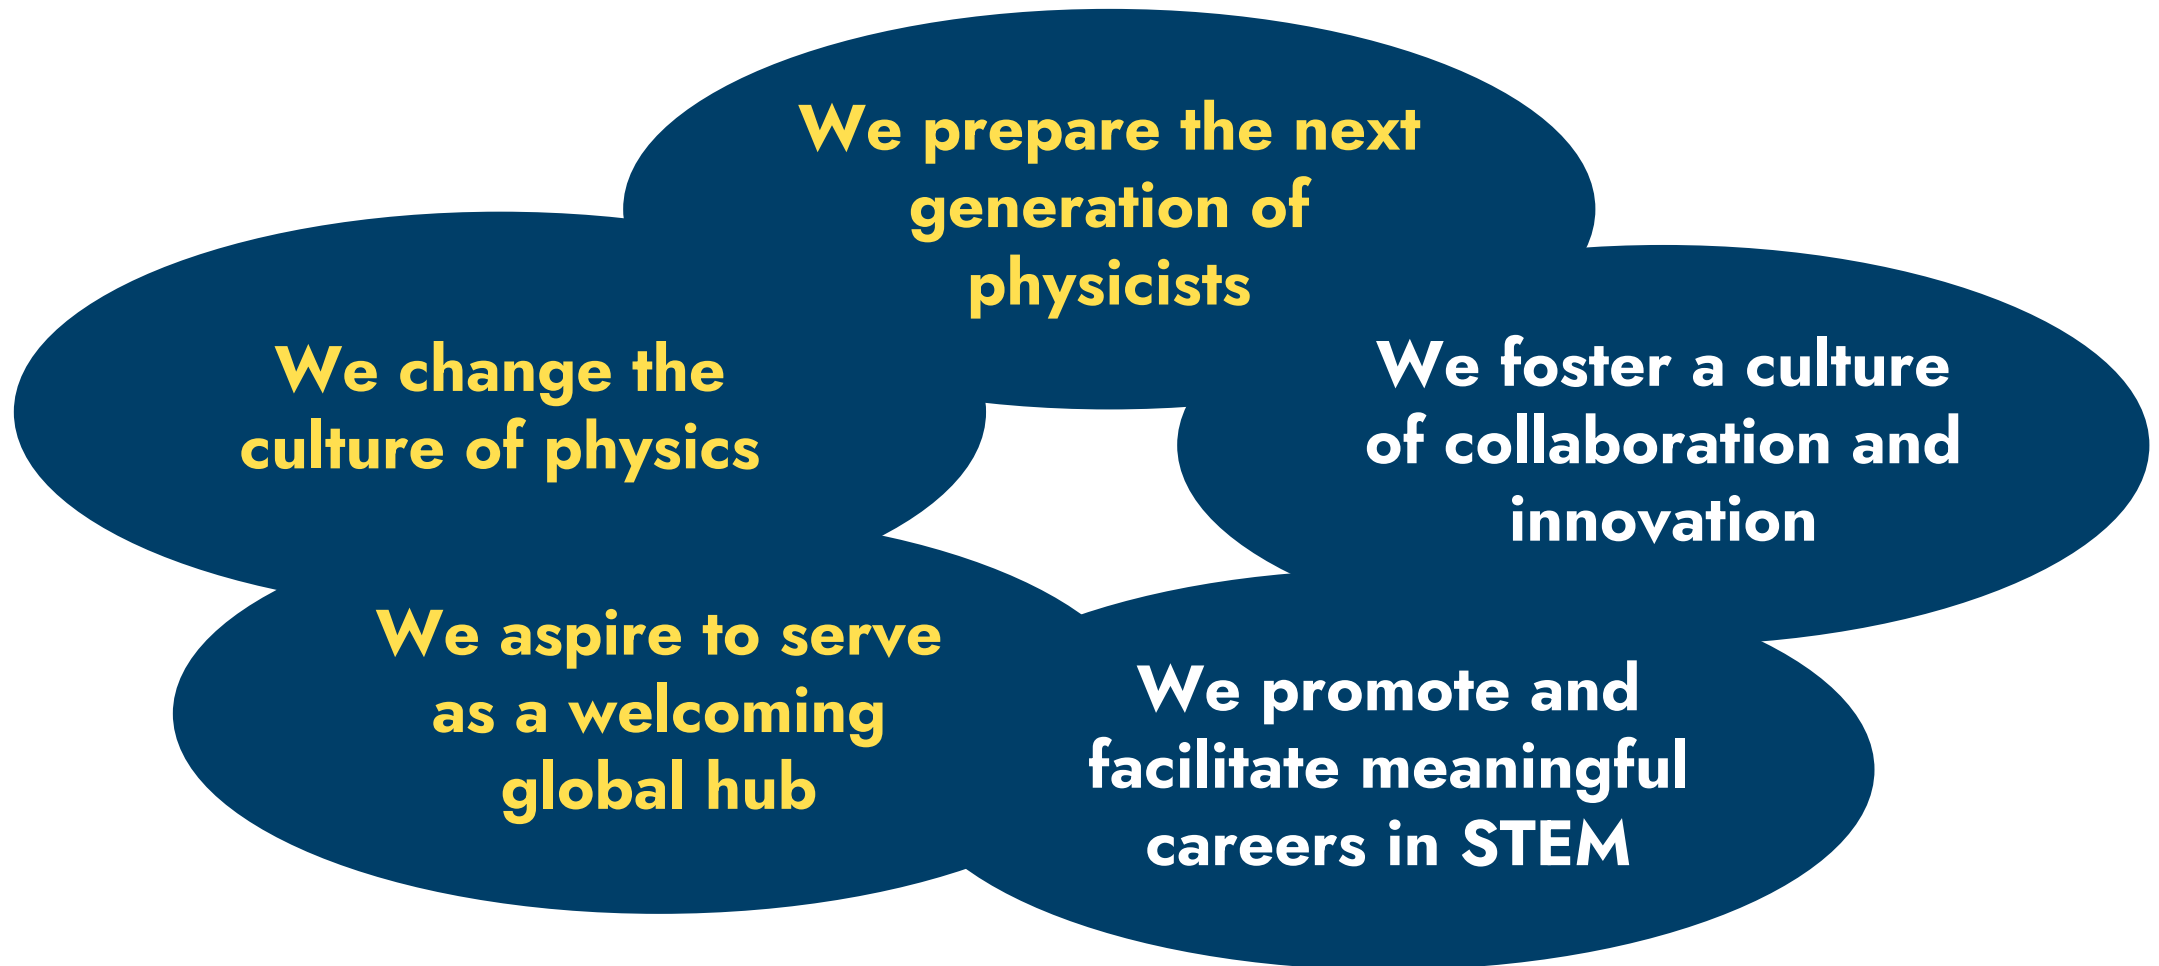 We prepare the next
generation of
physicists
We change the
culture of physics
We foster a culture
of collaboration and
innovation
We aspire to serve
as a welcoming
global hub
We promote and
facilitate meaningful
careers in STEM